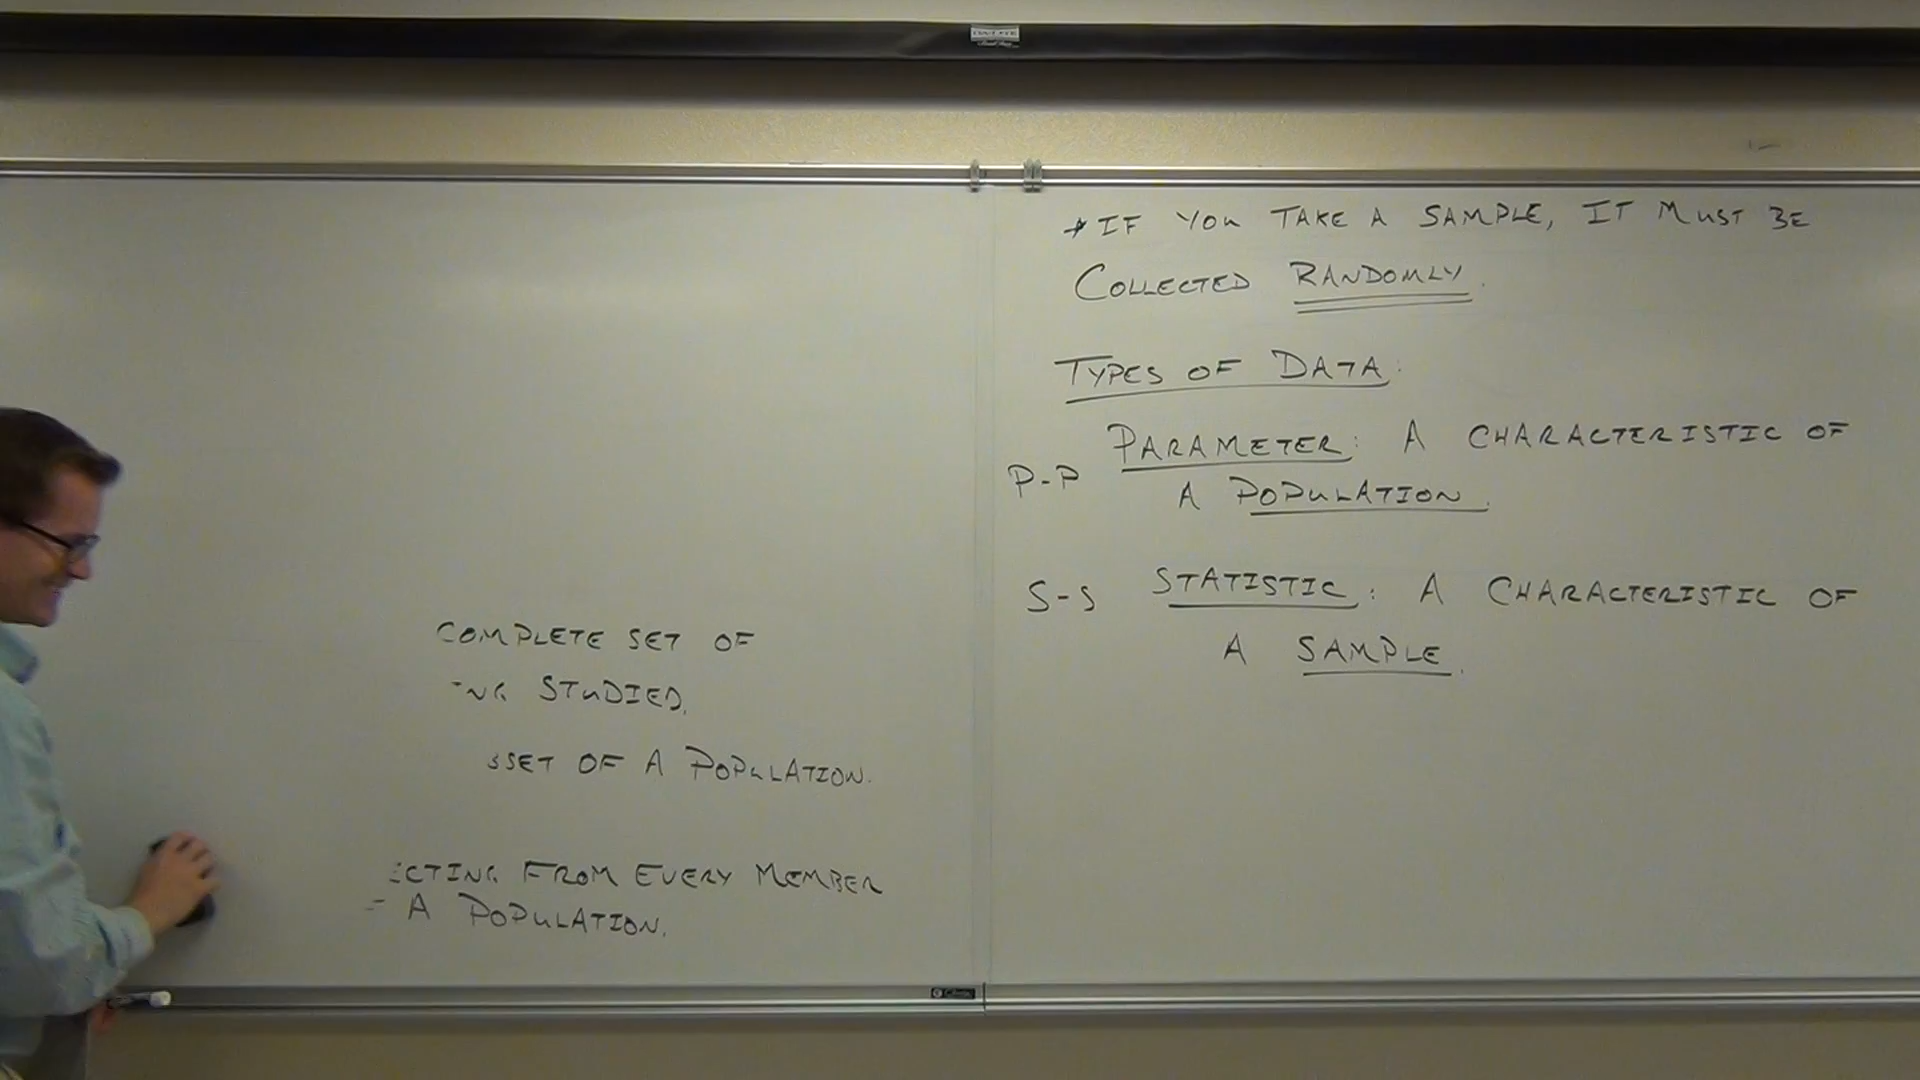 COMPLETE SET OF
STUDIED.
OF A POPULATION.
FROM EVERY MEMBER
A POPULATION.
* IF YOU TAKE A SAMPLE, IT MUST BE
COLLECTED RANDOMLY.
TYPES OF DATA:
PARAMETER: A CHARACTERISTIC OF
P-P
A POPULATION.
S-S STATISTIC: A CHARACTERISTIC OF
A SAMPLE.